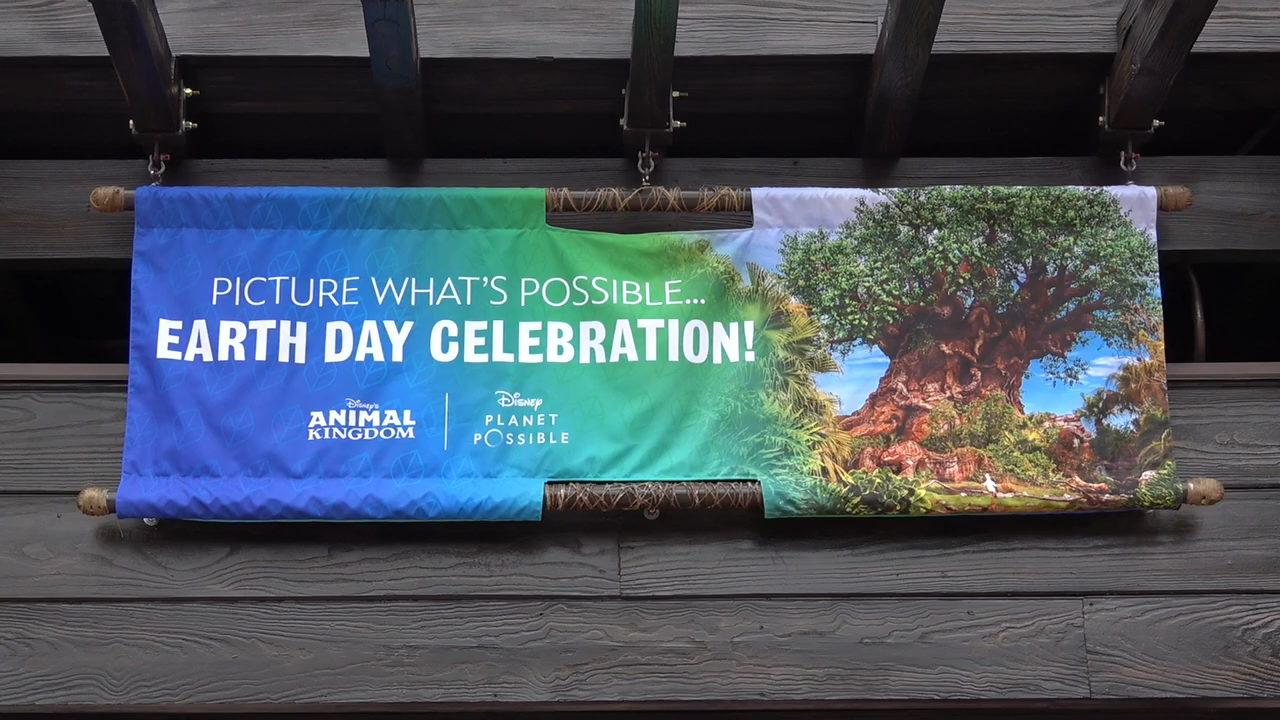 PICTURE WHAT'S POSSIBLE...
EARTH DAY CELEBRATION!
Disney's
ANIMAL
KINGDOM
Disney
PLANET
POSSIBLE